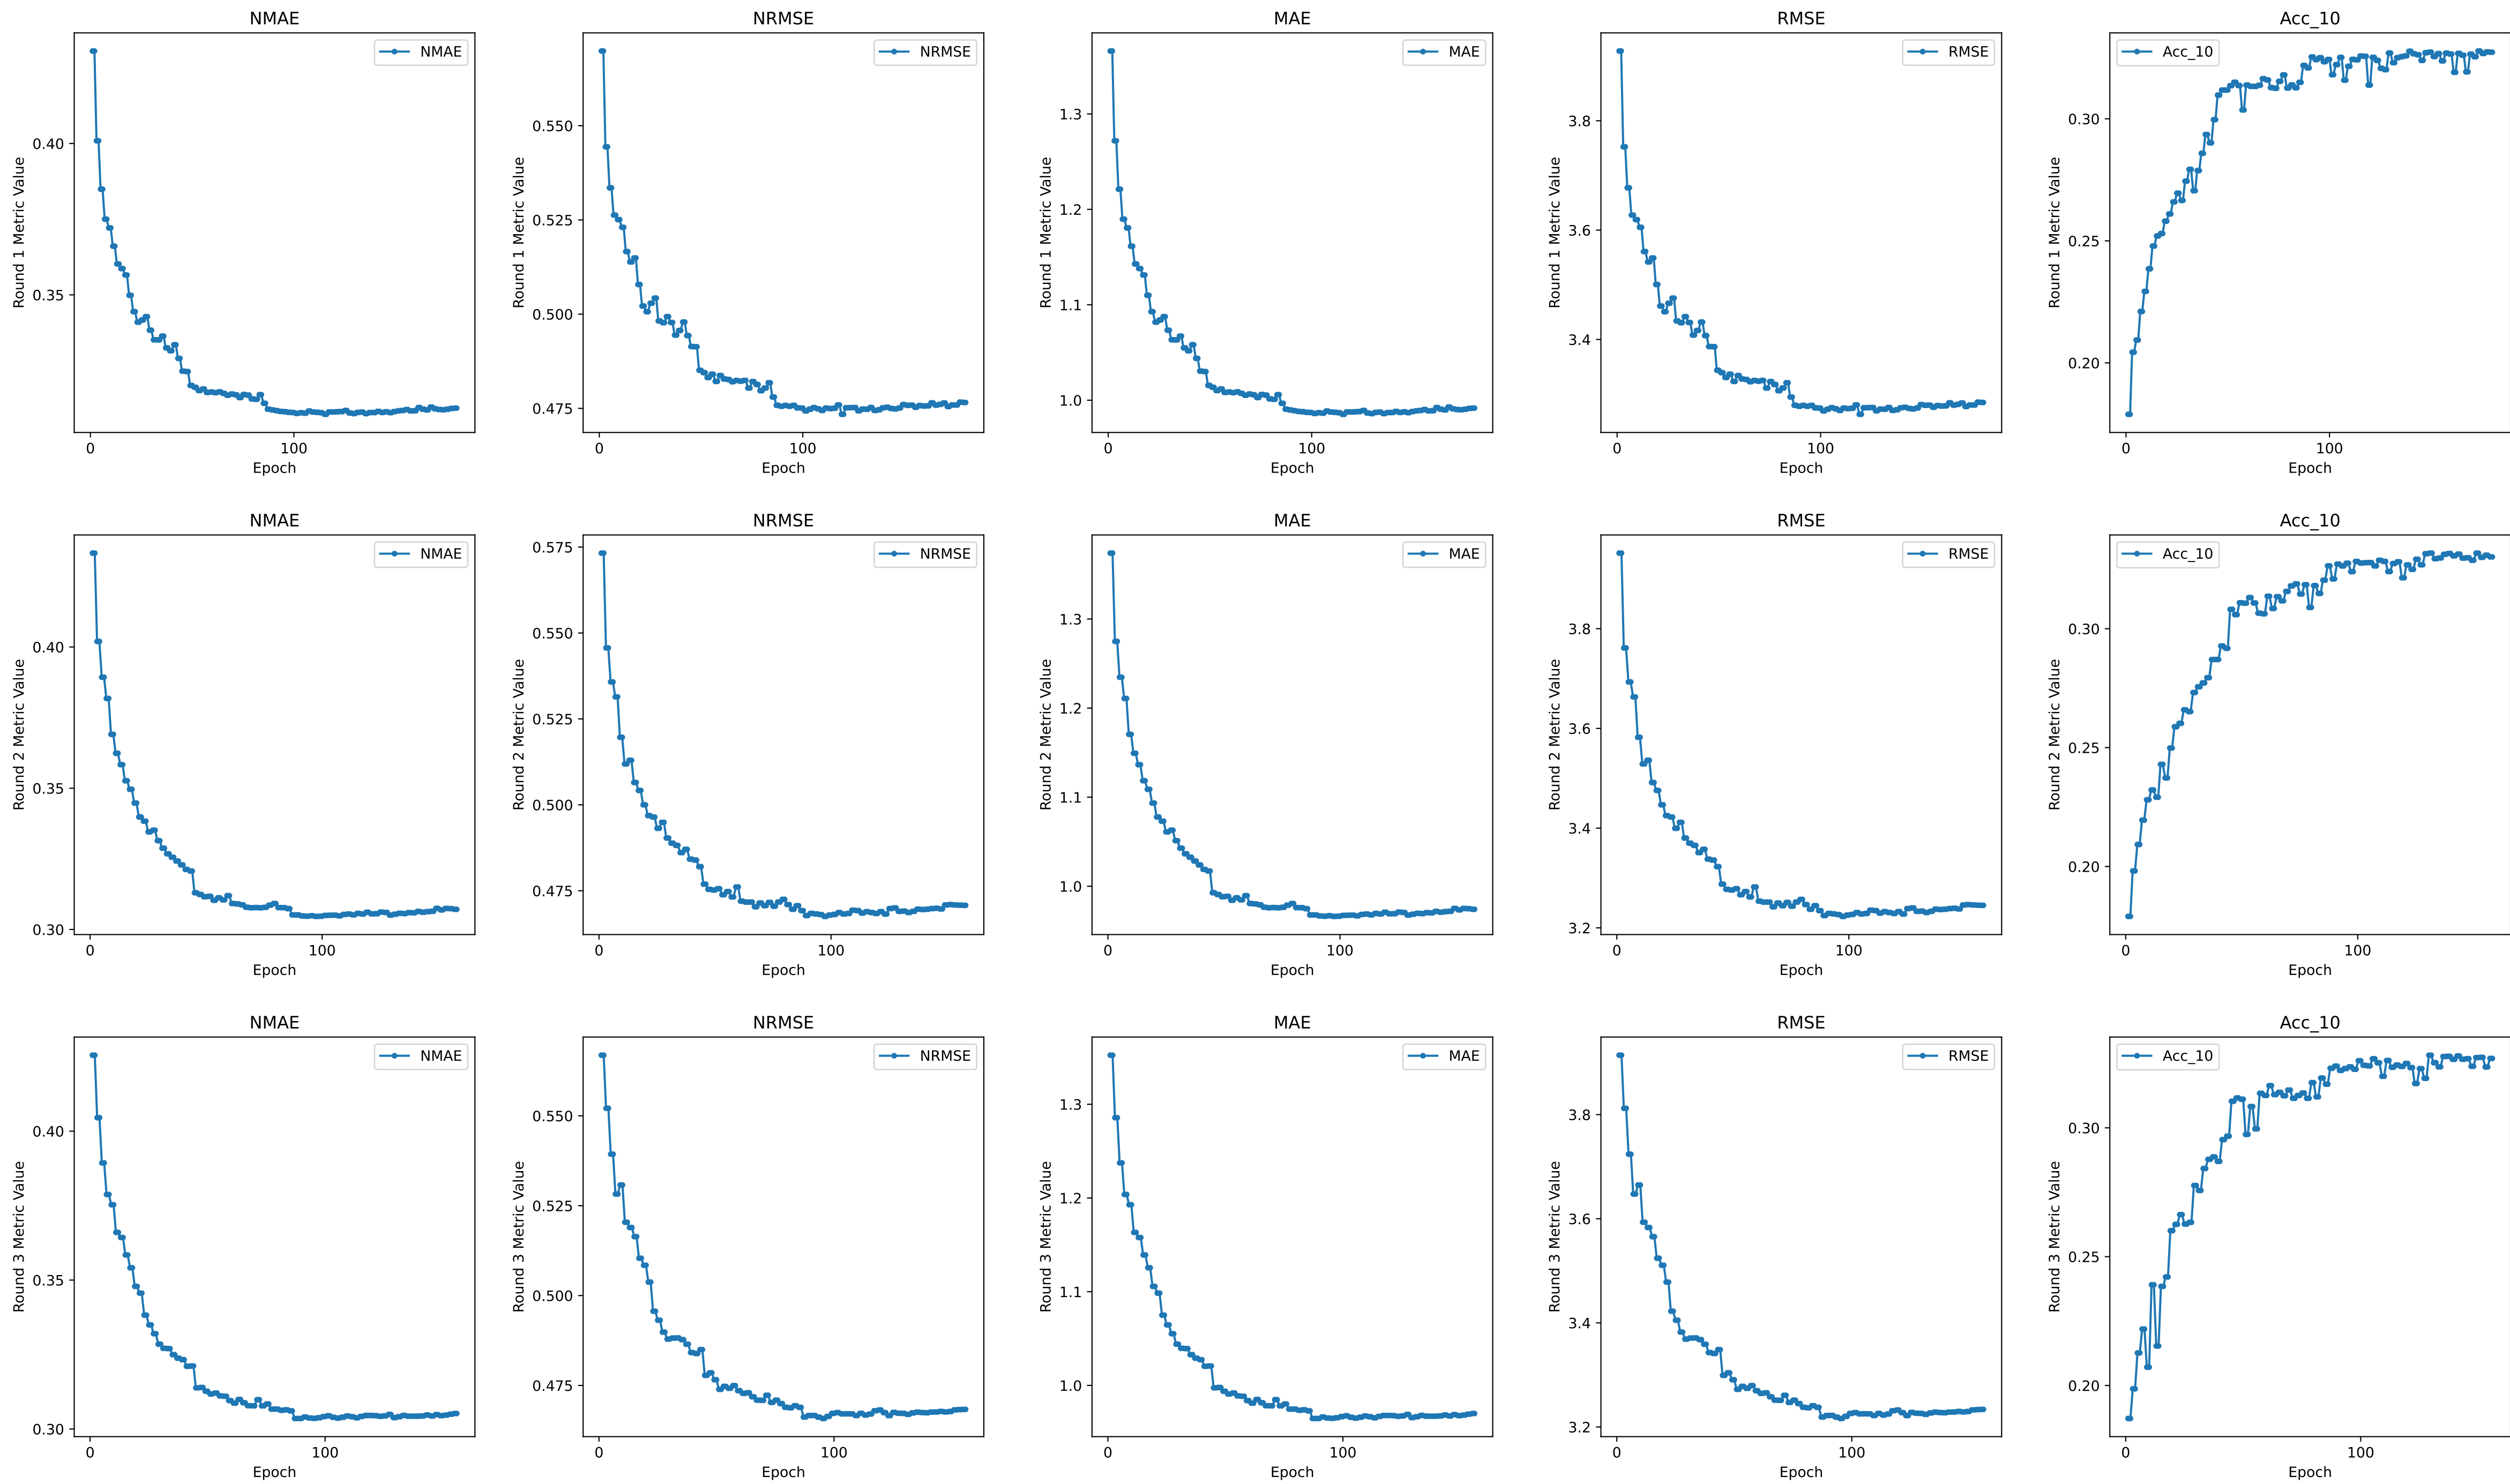 NMAE
NRMSE
MAE
RMSE
Acc_10
Round 1 Metric Value
0.40
0.35
NMAE
0
100
Epoch
Round 1 Metric Value
0.550
0.525
0.500
0.475
NRMSE
0
100
Epoch
Round 1 Metric Value
1.3
1.2
1.1
1.0
MAE
0
100
Epoch
Round 1 Metric Value
3.8
3.6
3.4
RMSE
0
100
Epoch
Round 1 Metric Value
0.30
0.25
0.20
Acc_10
0
100
Epoch
NMAE
NRMSE
MAE
RMSE
Acc_10
Round 2 Metric Value
0.40
0.35
0.30
NMAE
0
100
Epoch
Round 2 Metric Value
0.575
0.550
0.525
0.500
0.475
NRMSE
0
100
Epoch
Round 2 Metric Value
1.3
1.2
1.1
1.0
MAE
0
100
Epoch
Round 2 Metric Value
3.8
3.6
3.4
3.2
RMSE
0
100
Epoch
Round 2 Metric Value
0.30
0.25
0.20
Acc_10
0
100
Epoch
NMAE
NRMSE
MAE
RMSE
Acc_10
Round 3 Metric Value
0.40
0.35
0.30
NMAE
0
100
Epoch
Round 3 Metric Value
0.550
0.525
0.500
0.475
NRMSE
0
100
Epoch
Round 3 Metric Value
1.3
1.2
1.1
1.0
MAE
0
100
Epoch
Round 3 Metric Value
3.8
3.6
3.4
3.2
RMSE
0
100
Epoch
Round 3 Metric Value
0.30
0.25
0.20
Acc_10
0
100
Epoch